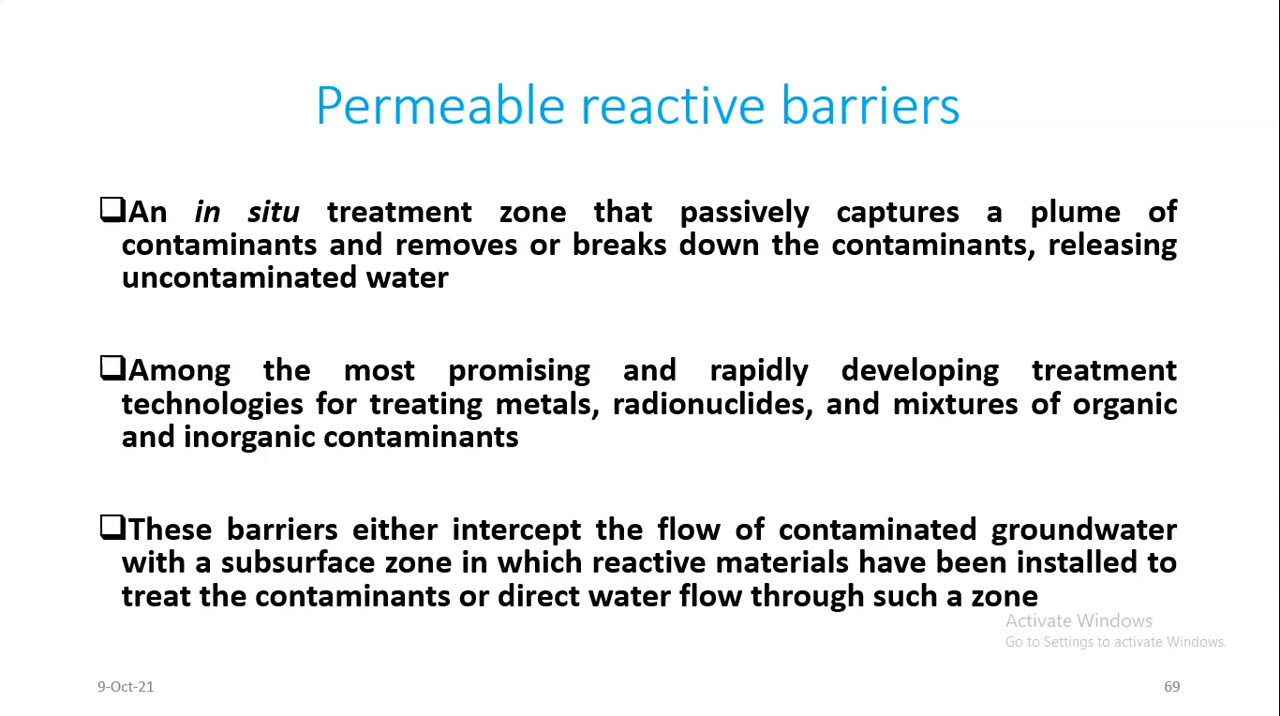 Permeable reactive barriers
❑An in situ treatment zone that passively captures a plume of
contaminants and removes or breaks down the contaminants, releasing
uncontaminated water
❑Among the most promising and rapidly developing treatment
technologies for treating metals, radionuclides, and mixtures of organic
and inorganic contaminants
❑These barriers either intercept the flow of contaminated groundwater
with a subsurface zone in which reactive materials have been installed to
treat the contaminants or direct water flow through such a zone
Activate Windows
Go to Settings to activate Windows.
9-Oct-21
69